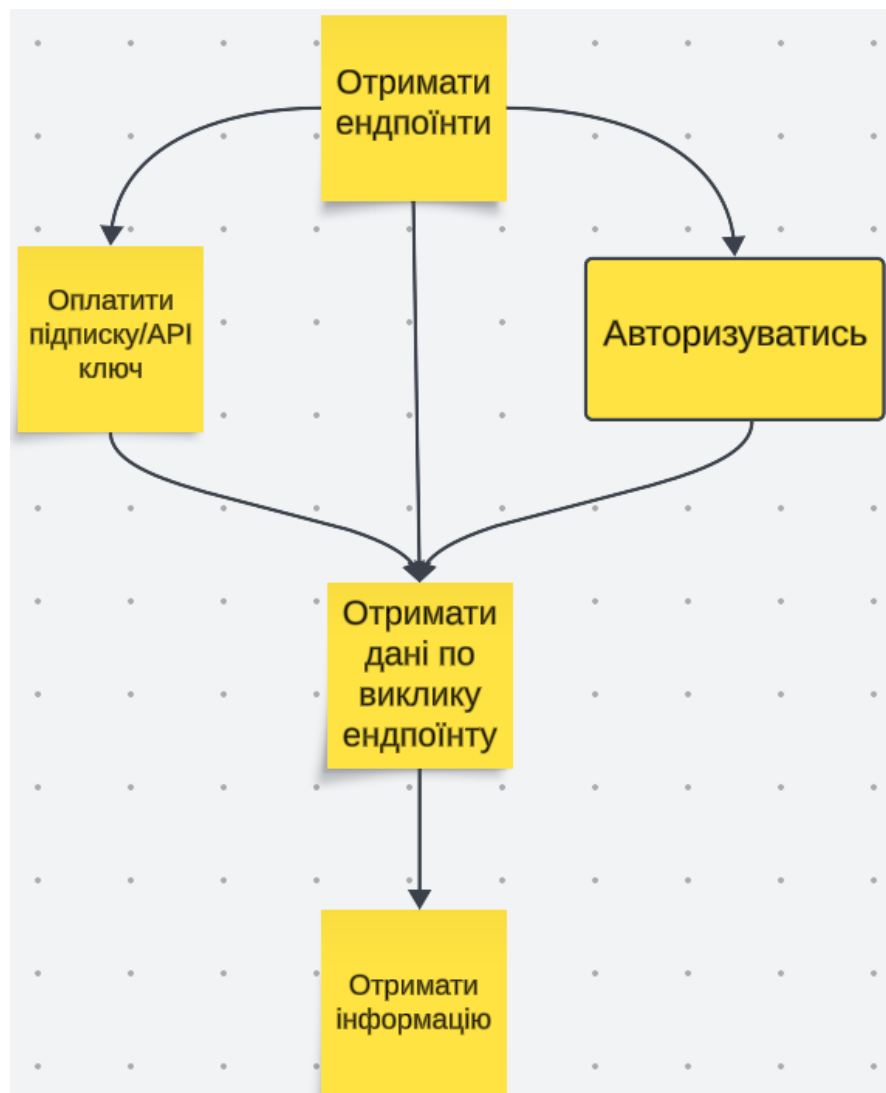 Отримати
ендпоїнти
Оплатити
підписку/API
ключ
Авторизуватись
Отримати
дані по
виклику
ендпоїнту
Отримати
інформацію